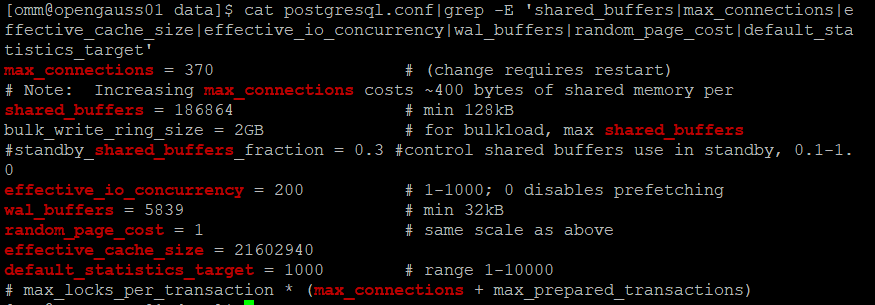 [omm@opengauss01 data]$ cat postgresql.conf|grep -E 'shared_buffers|max_connections|e
ffective_cache_size|effective_io_concurrency|wal_buffers|random_page_cost|default_sta
tistics_target'
max_connections = 370                   # (change requires restart)
# Note:  Increasing max_connections costs ~400 bytes of shared memory per
shared_buffers = 186864                 # min 128kB
bulk_write_ring_size = 2GB              # for bulkload, max shared_buffers
#standby_shared_buffers_fraction = 0.3 #control shared buffers use in standby, 0.1-1.
0
effective_io_concurrency = 200          # 1-1000; 0 disables prefetching
wal_buffers = 5839                      # min 32kB
random_page_cost = 1                    # same scale as above
effective_cache_size = 21602940
default_statistics_target = 1000        # range 1-10000
# max_locks_per_transaction * (max_connections + max_prepared_transactions)